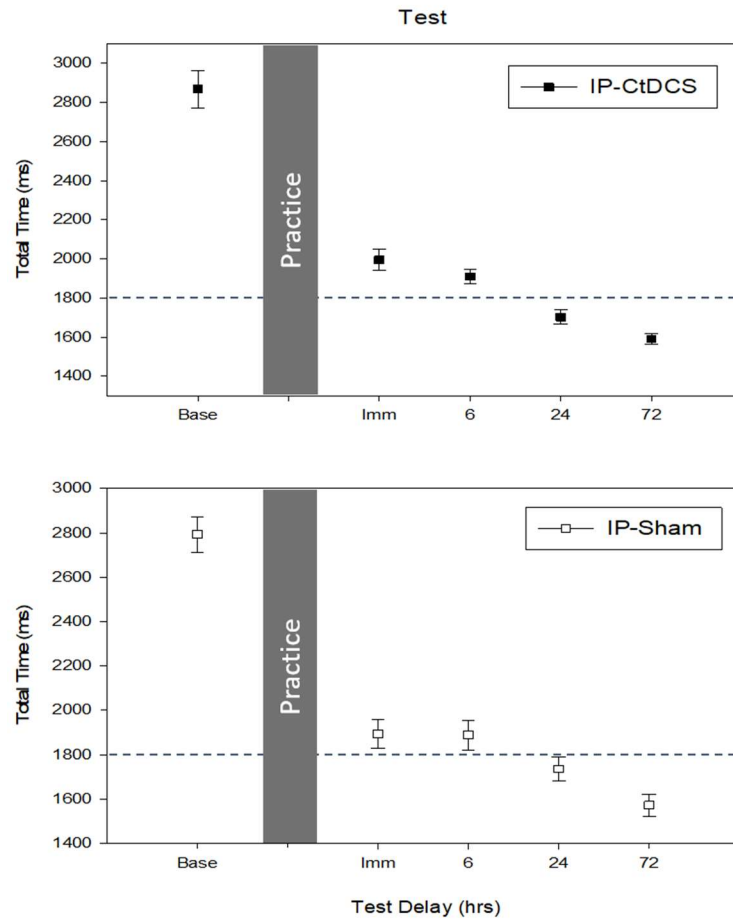 Test
Total Time (ms)
3000
2800
2600
2400
2200
2000
1800
1600
1400
IP-CtDCS
Practice
Base
Imm
6
24
72
Total Time (ms)
3000
2800
2600
2400
2200
2000
1800
1600
1400
IP-Sham
Practice
Base
Imm
6
24
72
Test Delay (hrs)